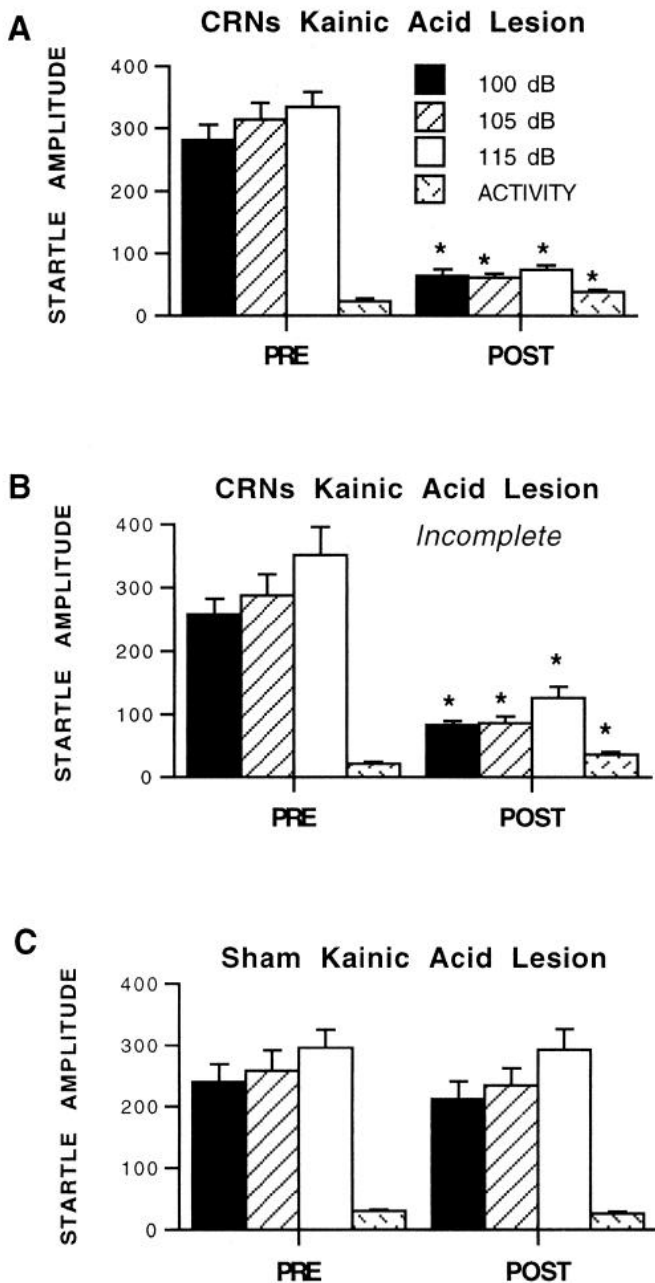 A
CRNs Kainic Acid Lesion
STARTLE AMPLITUDE
400
300
200
100
0
100 dB
105 dB
115 dB
ACTIVITY
* * * *
PRE POST
B
CRNs Kainic Acid Lesion
Incomplete
STARTLE AMPLITUDE
400
300
200
100
0
* * * *
PRE POST
C
Sham Kainic Acid Lesion
STARTLE AMPLITUDE
400
300
200
100
0
PRE POST